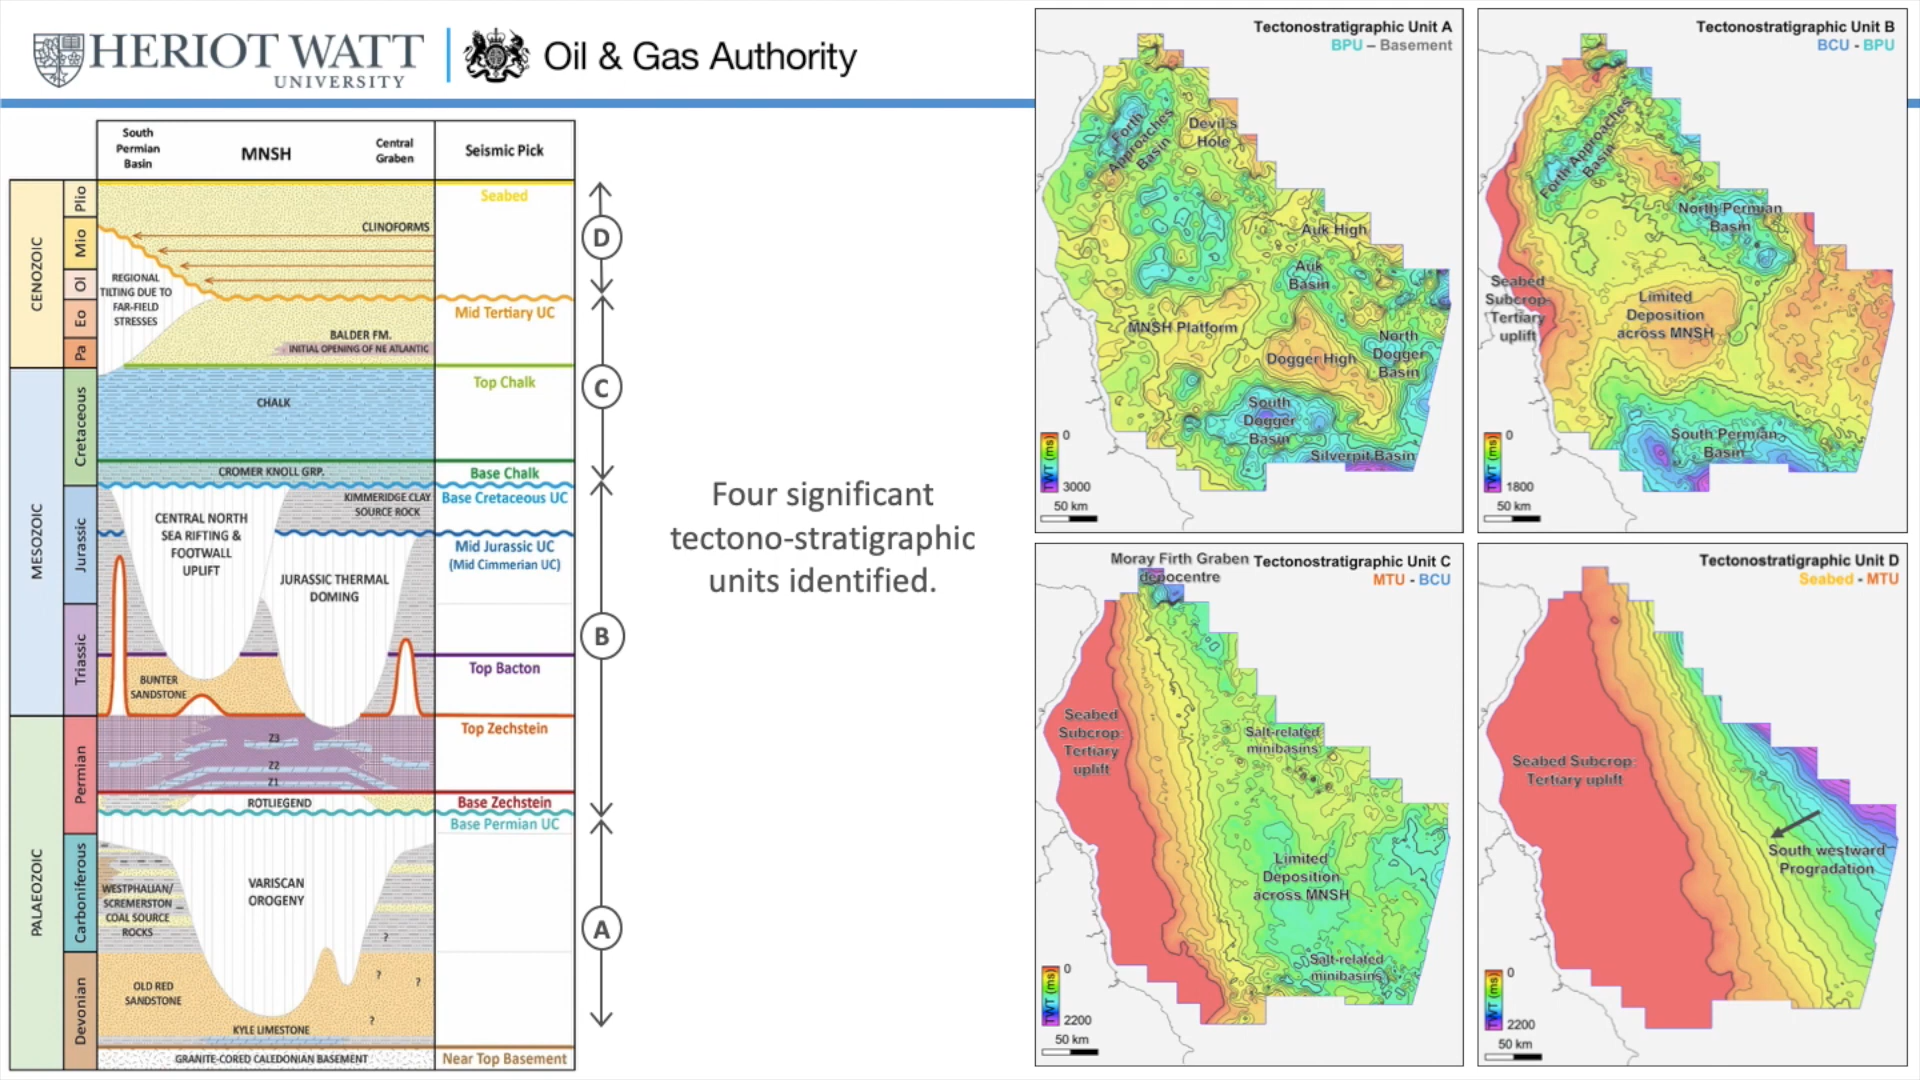 HERIOT WATT
UNIVERSITY
Oil & Gas Authority
South
Permian
Basin
MNSH
Central
Graben
Seismic Pick
CENOZOIC
MESOZOIC
PALAEOZOIC
Plio
Mio
Ol
Eo
Pa
Cretaceous
Jurassic
Triassic
Permian
Carboniferous
Devonian
CLINOFORMS
REGIONAL
TILTING DUE TO
FAR-FIELD
STRESSES
BALDER FM.
INITIAL OPENING OF NE ATLANTIC
CHALK
CROMER KNOLL GRP.
KIMMERIDGE CLAY
SOURCE ROCK
CENTRAL NORTH
SEA RIFTING &
FOOTWALL
UPLIFT
JURASSIC THERMAL
DOMING
BUNTER
SANDSTONE
Z3
Z2
Z1
ROTLIEGEND
WESTPHALIAN/
SCREMERSTON
COAL SOURCE
ROCKS
VARISCAN
OROGENY
?
?
?
?
OLD RED
SANDSTONE
KYLE LIMESTONE
GRANITE-CORED CALEDONIAN BASEMENT
Seabed
Mid Tertiary UC
Top Chalk
Base Chalk
Base Cretaceous UC
Mid Jurassic UC
(Mid Cimmerian UC)
Top Bacton
Top Zechstein
Base Zechstein
Base Permian UC
Near Top Basement
D
C
B
A
Four significant
tectono-stratigraphic
units identified.
Tectonostratigraphic Unit A
BPU – Basement
Forth
Approaches
Basin
Devil's
Hole
Auk High
Auk
Basin
MNSH Platform
Dogger High
North
Dogger
Basin
South
Dogger
Basin
Silverpit Basin
TWT (ms)
0
3000
50 km
Tectonostratigraphic Unit B
BCU - BPU
Forth Approaches
Basin
North Permian
Basin
Seabed
Subcrop:
Tertiary
uplift
Limited
Deposition
across MNSH
South Permian
Basin
TWT (ms)
0
1800
50 km
Moray Firth Graben
depocentre
Tectonostratigraphic Unit C
MTU - BCU
Seabed
Subcrop:
Tertiary
uplift
Salt-related
minibasins
Limited
Deposition
across MNSH
Salt-related
minibasins
TWT (ms)
0
2200
50 km
Tectonostratigraphic Unit D
Seabed - MTU
Seabed Subcrop:
Tertiary uplift
South westward
Progradation
TWT (ms)
0
2200
50 km